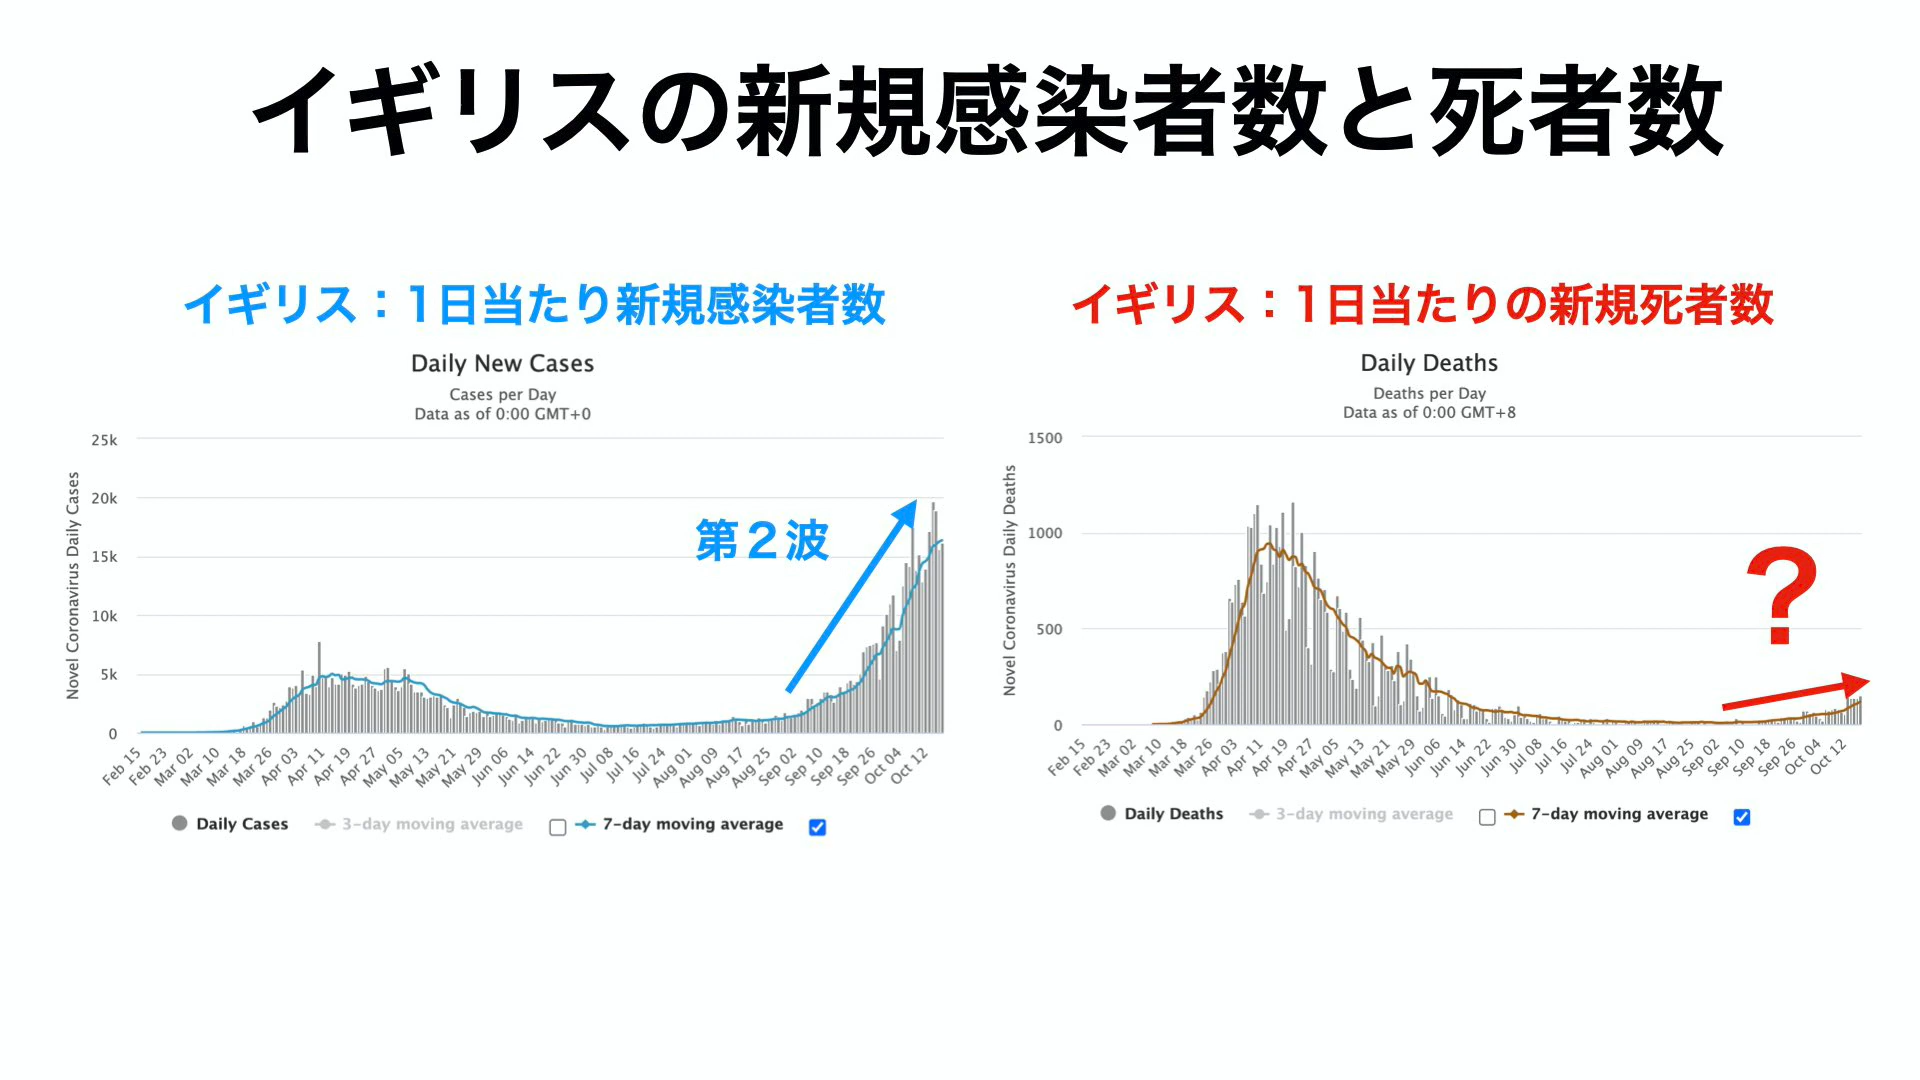 イギリスの新規感染者数と死者数
イギリス：1日当たり新規感染者数
Daily New Cases
Cases per Day
Data as of 0:00 GMT+0
Novel Coronavirus Daily Cases
25k
20k
15k
10k
5k
0
第２波
Feb 15
Feb 23
Mar 02
Mar 10
Mar 18
Mar 26
Apr 03
Apr 11
Apr 19
Apr 27
May 05
May 13
May 21
May 29
Jun 06
Jun 14
Jun 22
Jun 30
Jul 08
Jul 16
Jul 24
Aug 01
Aug 09
Aug 17
Aug 25
Sep 02
Sep 10
Sep 18
Sep 26
Oct 04
Oct 12
Daily Cases 3-day moving average 7-day moving average
イギリス：1日当たりの新規死者数
Daily Deaths
Deaths per Day
Data as of 0:00 GMT+8
Novel Coronavirus Daily Deaths
1500
1000
500
0
？
Feb 15
Feb 23
Mar 02
Mar 10
Mar 18
Mar 26
Apr 03
Apr 11
Apr 19
Apr 27
May 05
May 13
May 21
May 29
Jun 06
Jun 14
Jun 22
Jun 30
Jul 08
Jul 16
Jul 24
Aug 01
Aug 09
Aug 17
Aug 25
Sep 02
Sep 10
Sep 18
Sep 26
Oct 04
Oct 12
Daily Deaths 3-day moving average 7-day moving average